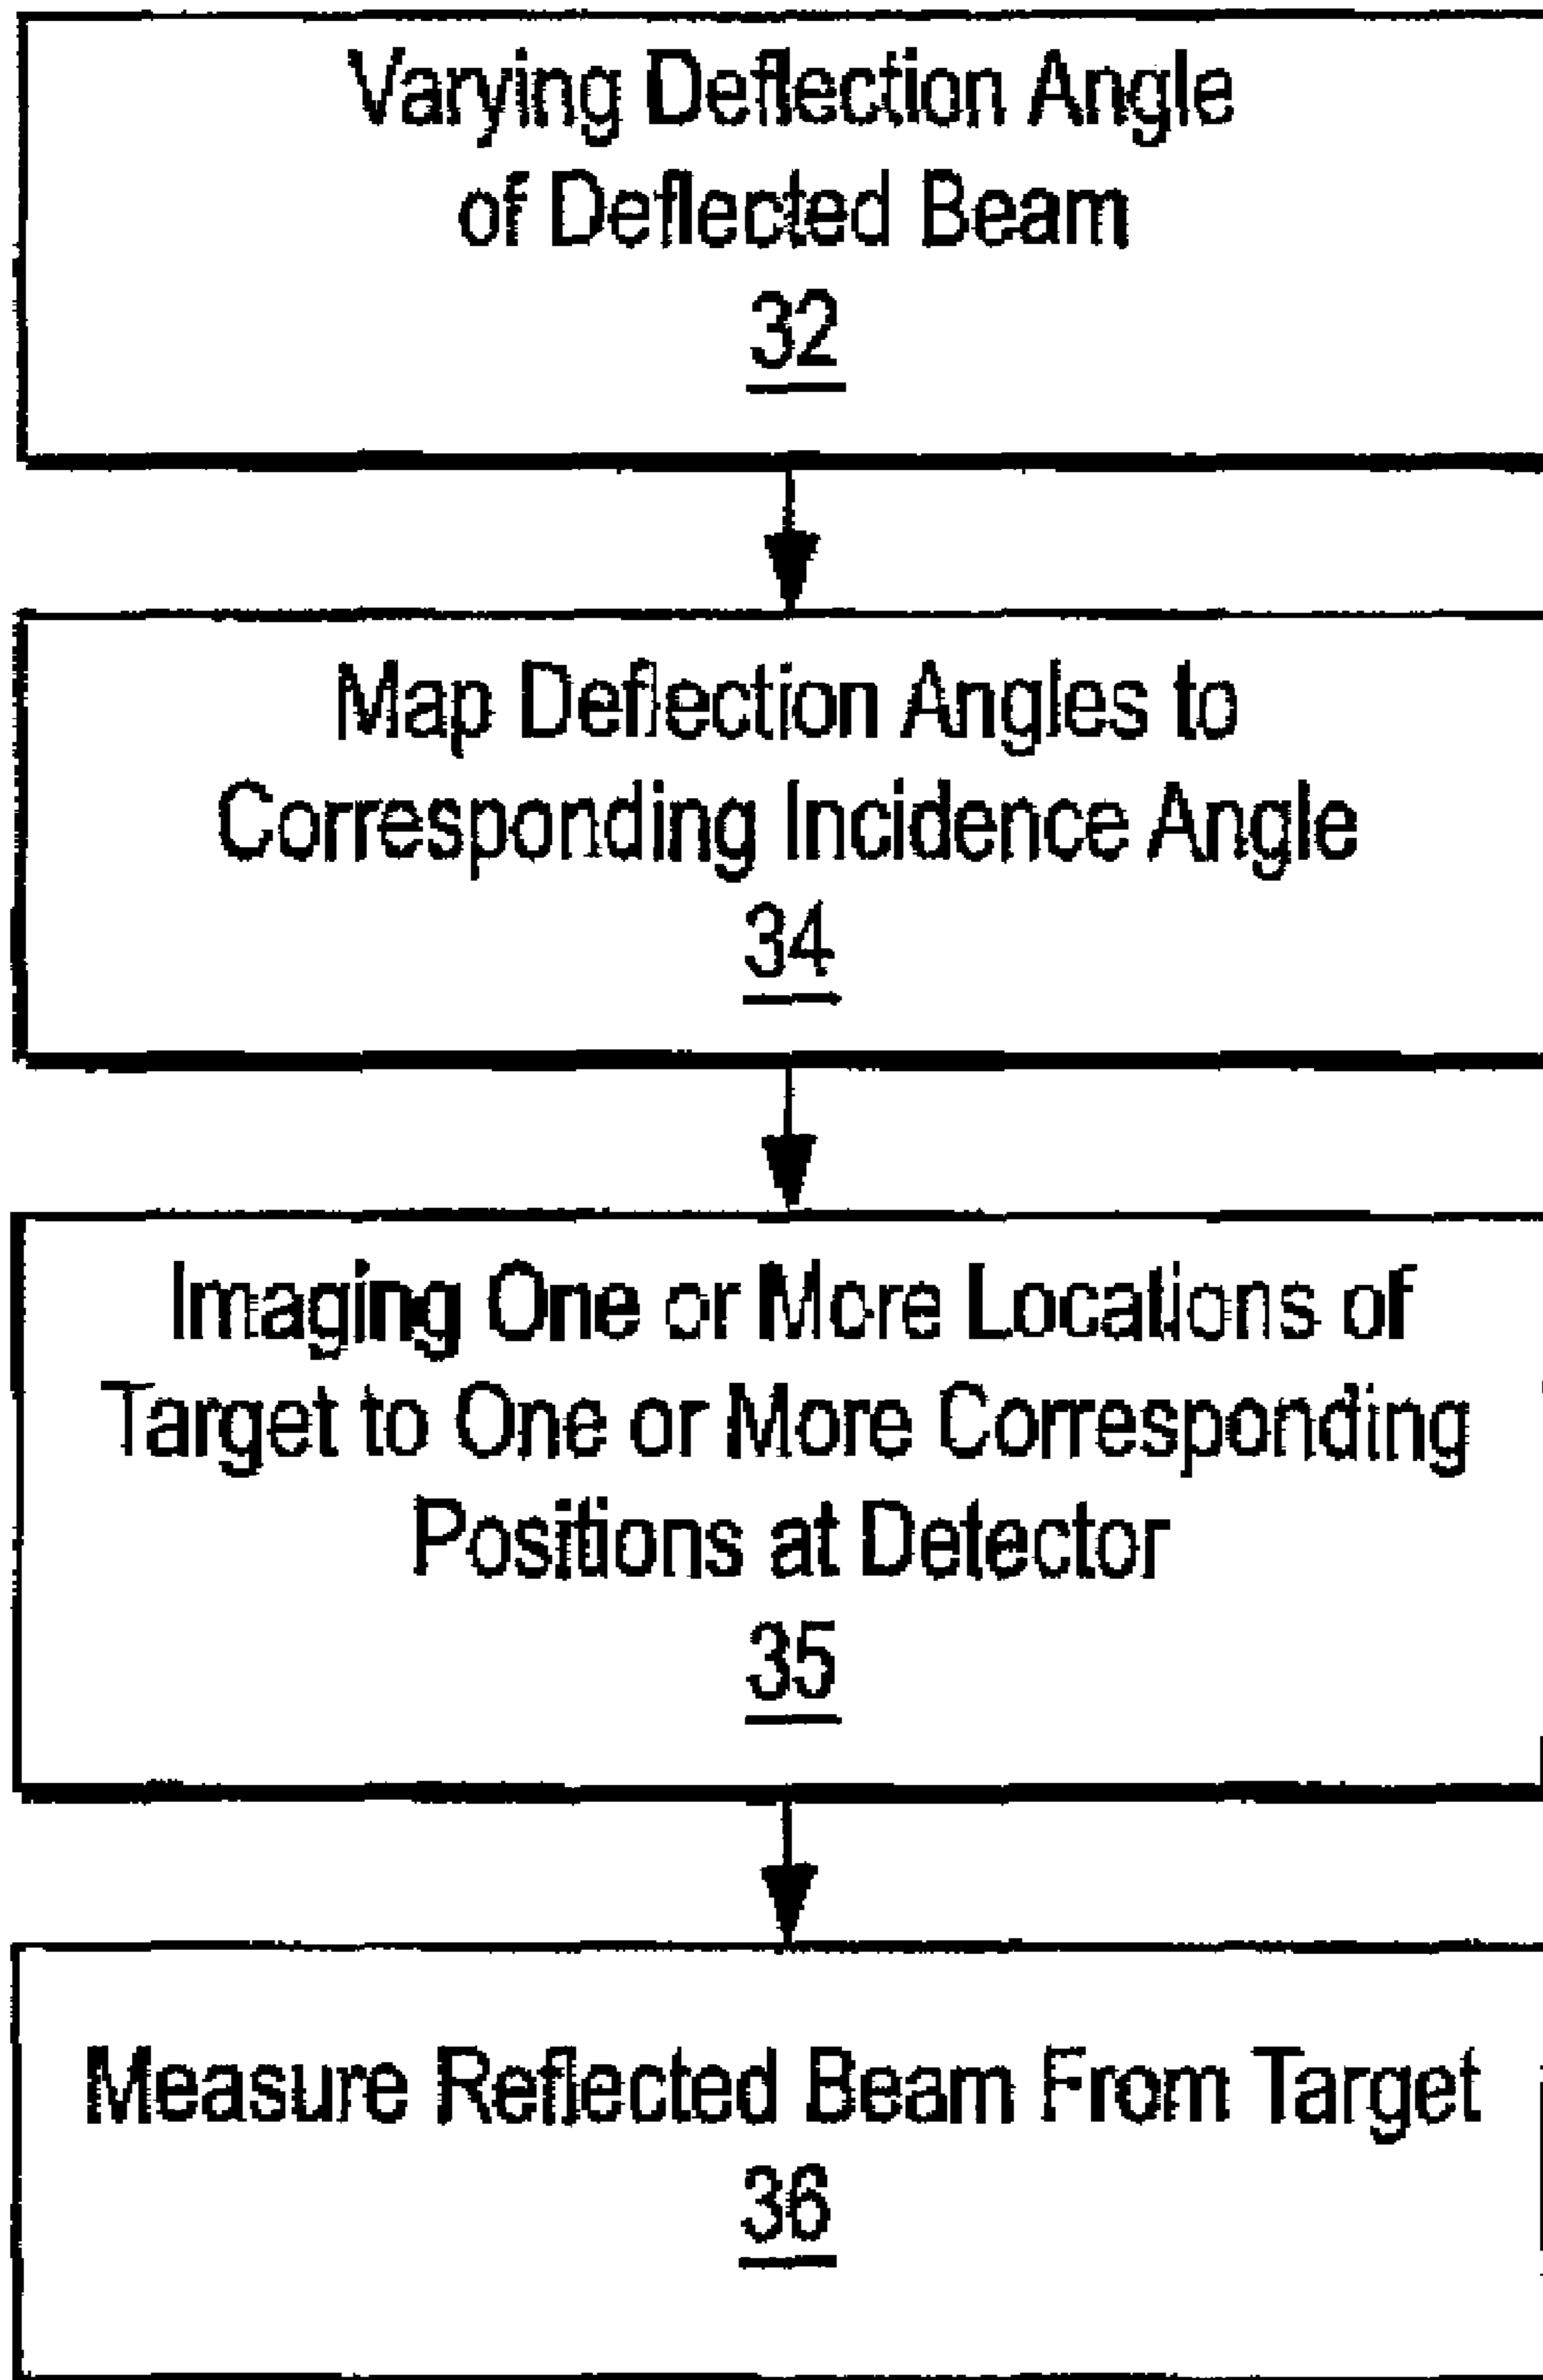 Varying Deflection Angle
of Deflected Beam
32
Map Deflection Angles to
Corresponding Incidence Angle
34
Imaging One or More Locations of
Target to One or More Corresponding
Positions at Detector
35
Measure Reflected Beam From Target
36